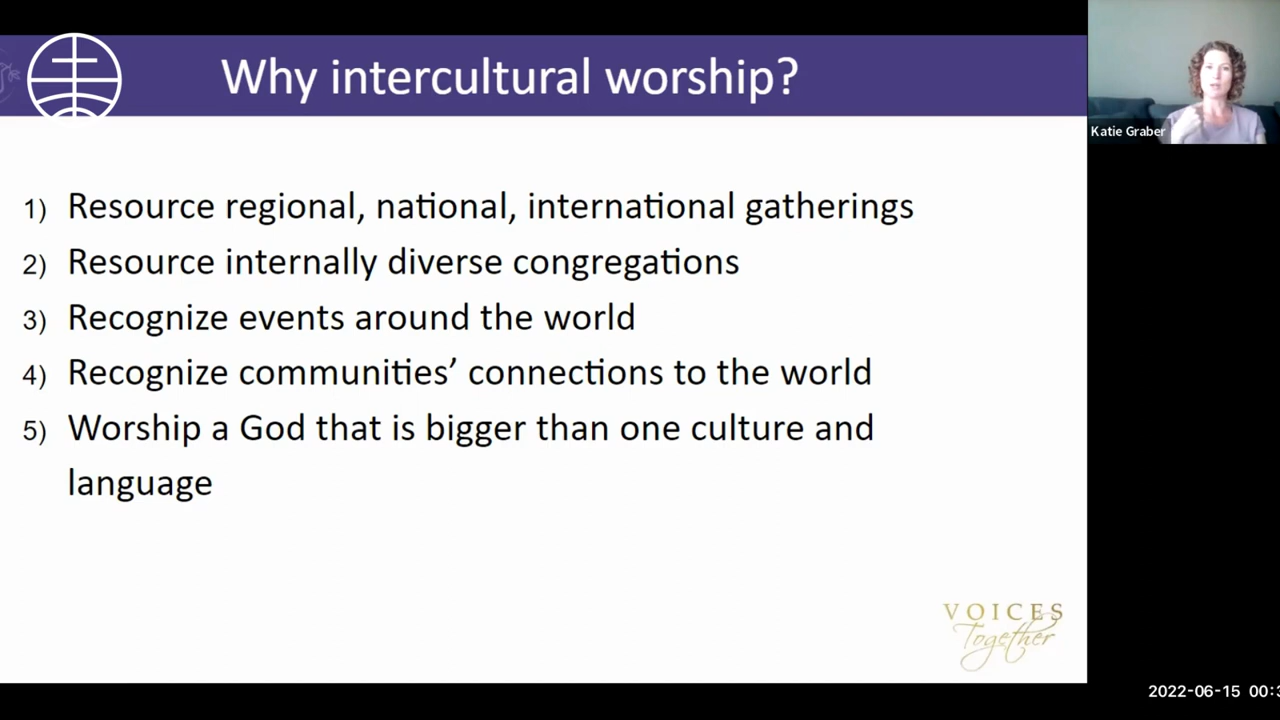 Why intercultural worship?
Katie Graber
1) Resource regional, national, international gatherings
2) Resource internally diverse congregations
3) Recognize events around the world
4) Recognize communities’ connections to the world
5) Worship a God that is bigger than one culture and
language
VOICES
Together
2022-06-15 00: